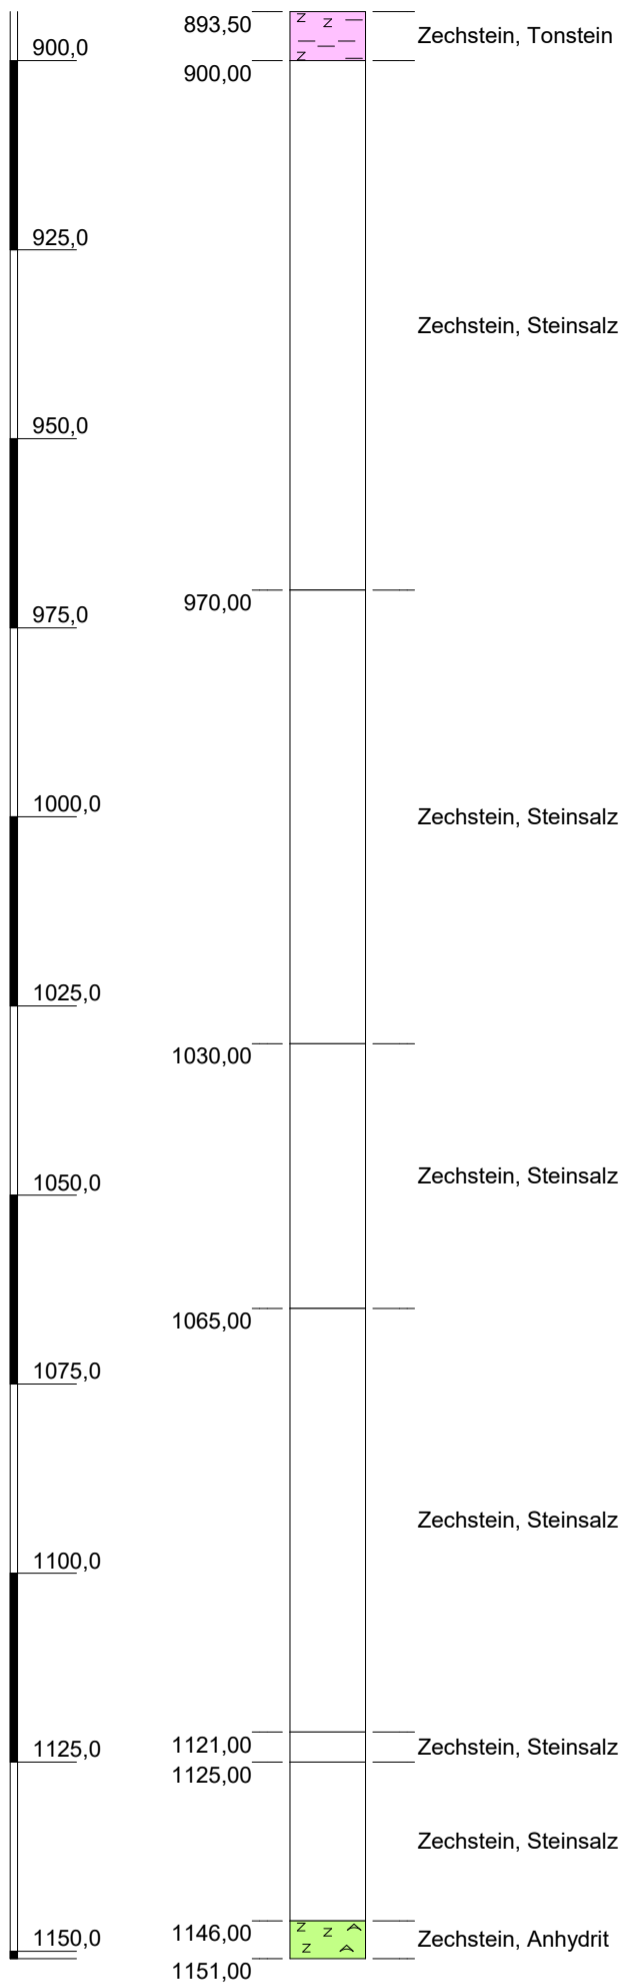 893,50
Zechstein, Tonstein
900,0
900,00
925,0
Zechstein, Steinsalz
950,0
970,00
975,0
1000,0
Zechstein, Steinsalz
1025,0
1030,00
Zechstein, Steinsalz
1050,0
1065,00
1075,0
Zechstein, Steinsalz
1100,0
1121,00
Zechstein, Steinsalz
1125,0
1125,00
Zechstein, Steinsalz
1146,00
Zechstein, Anhydrit
1150,0
1151,00